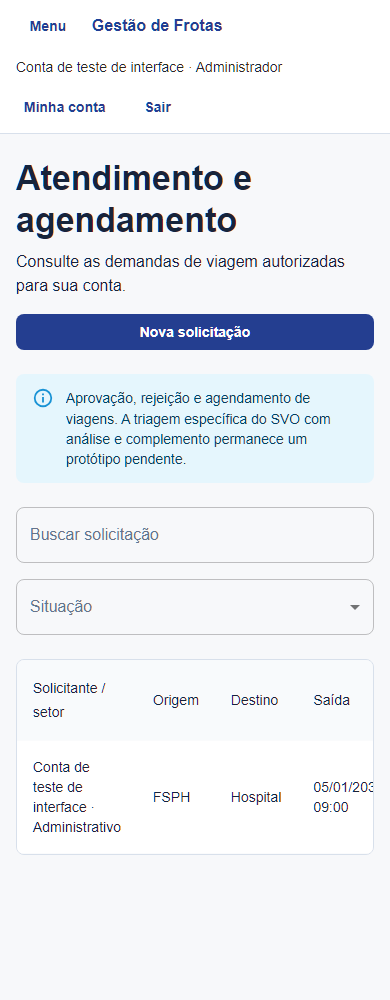 Menu Gestão de Frotas
Conta de teste de interface · Administrador
Minha conta Sair
Atendimento e
agendamento
Consulte as demandas de viagem autorizadas
para sua conta.
Nova solicitação
Aprovação, rejeição e agendamento de
viagens. A triagem específica do SVO com
análise e complemento permanece um
protótipo pendente.
Buscar solicitação
Situação
Solicitante /
setor
Origem
Destino
Saída
Conta de
teste de
interface ·
Administrativo
FSPH
Hospital
09:00